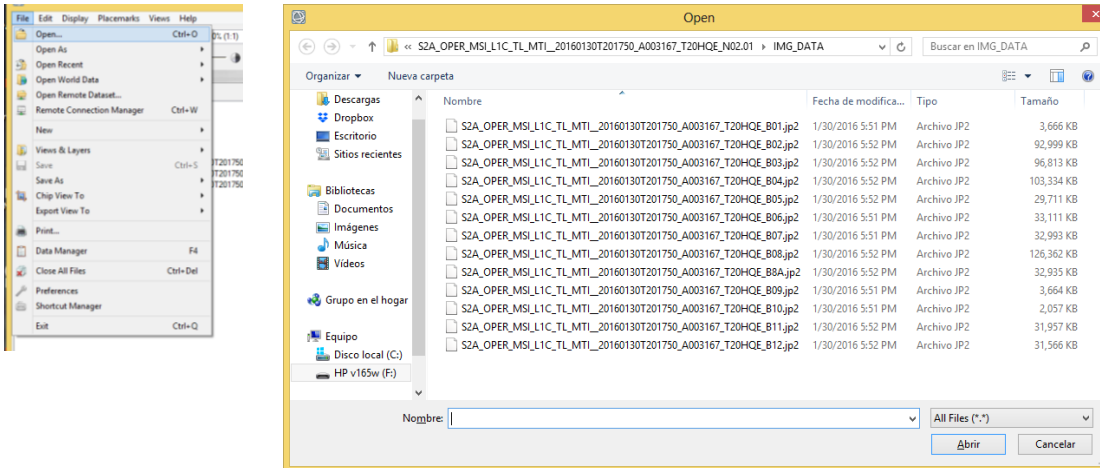 File Edit Display Placemarks Views Help
Open... Ctrl+O
0% (1:1)
Open As
Open Recent
Open World Data
Open Remote Dataset...
Remote Connection Manager Ctrl+W
New
Views & Layers
Save Ctrl+S
Save As
Chip View To
Export View To
Print...
Data Manager F4
Close All Files Ctrl+Del
Preferences
Shortcut Manager
Exit Ctrl+Q
IT201750
IT201750
IT201750
Open
« S2A_OPER_MSI_L1C_TL_MTI__20160130T201750_A003167_T20HQE_N02.01 IMG_DATA
Buscar en IMG_DATA
Organizar Nueva carpeta
Descargas
Dropbox
Escritorio
Sitios recientes
Bibliotecas
Documentos
Imágenes
Música
Vídeos
Grupo en el hogar
Equipo
Disco local (C:)
HP v165w (F:)
Nombre Fecha de modifica... Tipo Tamaño
S2A_OPER_MSI_L1C_TL_MTI__20160130T201750_A003167_T20HQE_B01.jp2 1/30/2016 5:51 PM Archivo JP2 3,666 KB
S2A_OPER_MSI_L1C_TL_MTI__20160130T201750_A003167_T20HQE_B02.jp2 1/30/2016 5:51 PM Archivo JP2 92,999 KB
S2A_OPER_MSI_L1C_TL_MTI__20160130T201750_A003167_T20HQE_B03.jp2 1/30/2016 5:52 PM Archivo JP2 96,813 KB
S2A_OPER_MSI_L1C_TL_MTI__20160130T201750_A003167_T20HQE_B04.jp2 1/30/2016 5:52 PM Archivo JP2 103,334 KB
S2A_OPER_MSI_L1C_TL_MTI__20160130T201750_A003167_T20HQE_B05.jp2 1/30/2016 5:52 PM Archivo JP2 29,711 KB
S2A_OPER_MSI_L1C_TL_MTI__20160130T201750_A003167_T20HQE_B06.jp2 1/30/2016 5:51 PM Archivo JP2 33,111 KB
S2A_OPER_MSI_L1C_TL_MTI__20160130T201750_A003167_T20HQE_B07.jp2 1/30/2016 5:51 PM Archivo JP2 32,993 KB
S2A_OPER_MSI_L1C_TL_MTI__20160130T201750_A003167_T20HQE_B08.jp2 1/30/2016 5:52 PM Archivo JP2 126,362 KB
S2A_OPER_MSI_L1C_TL_MTI__20160130T201750_A003167_T20HQE_B8A.jp2 1/30/2016 5:52 PM Archivo JP2 32,935 KB
S2A_OPER_MSI_L1C_TL_MTI__20160130T201750_A003167_T20HQE_B09.jp2 1/30/2016 5:51 PM Archivo JP2 3,664 KB
S2A_OPER_MSI_L1C_TL_MTI__20160130T201750_A003167_T20HQE_B10.jp2 1/30/2016 5:52 PM Archivo JP2 2,057 KB
S2A_OPER_MSI_L1C_TL_MTI__20160130T201750_A003167_T20HQE_B11.jp2 1/30/2016 5:52 PM Archivo JP2 31,957 KB
S2A_OPER_MSI_L1C_TL_MTI__20160130T201750_A003167_T20HQE_B12.jp2 1/30/2016 5:52 PM Archivo JP2 31,566 KB
Nombre: All Files (*.*)
Abrir Cancelar